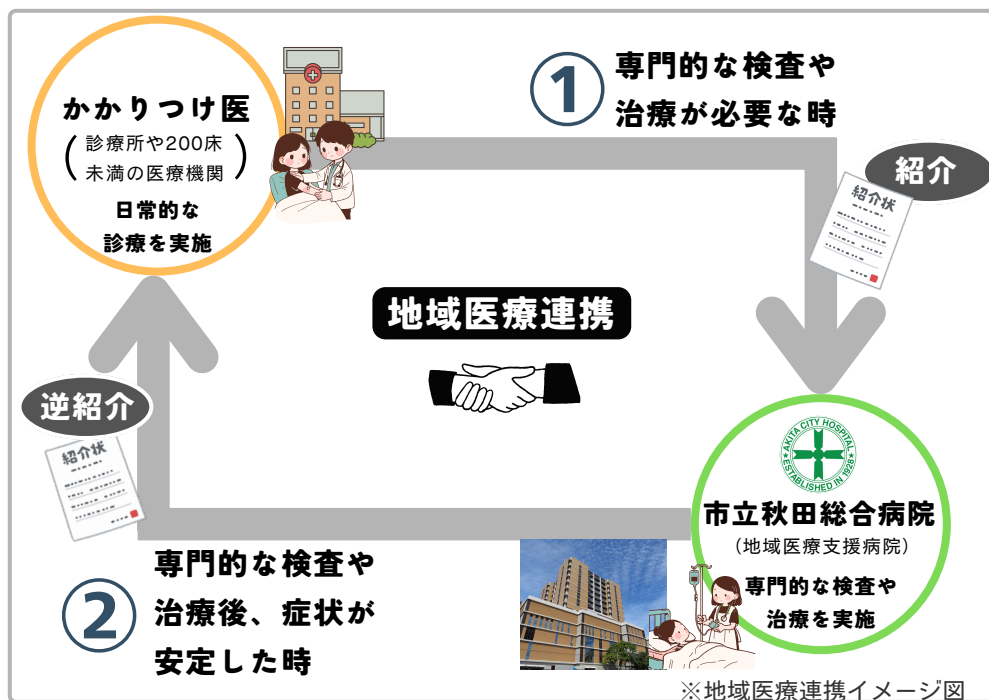 かかりつけ医
(診療所や200床
未満の医療機関)
日常的な
診療を実施
①
専門的な検査や
治療が必要な時
紹介
紹介状
地域医療連携
逆紹介
紹介状
AKITA CITY HOSPITAL
ESTABLISHED IN 1928
市立秋田総合病院
(地域医療支援病院)
専門的な検査や
治療を実施
②
専門的な検査や
治療後、症状が
安定した時
※地域医療連携イメージ図